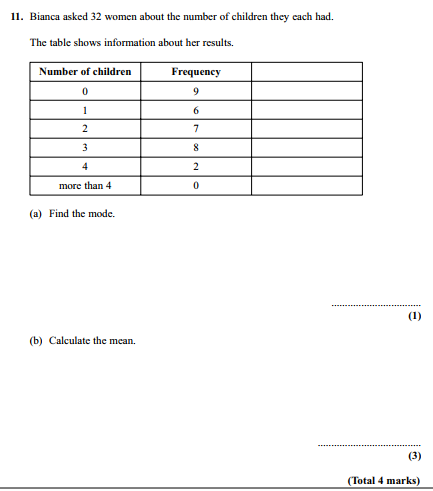 11. Bianca asked 32 women about the number of children they each had.
The table shows information about her results.
Number of children Frequency
0 9
1 6
2 7
3 8
4 2
more than 4 0
(a) Find the mode.
..............................
(1)
(b) Calculate the mean.
..................................
(3)
(Total 4 marks)